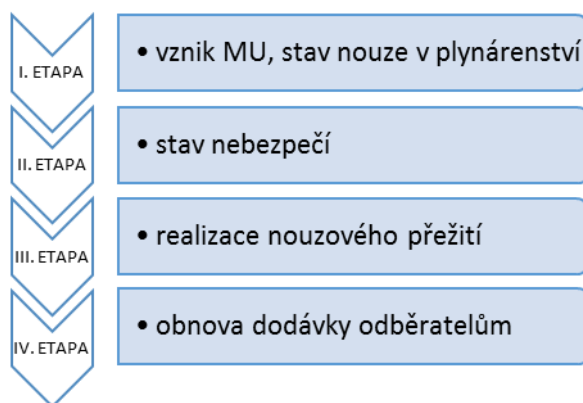 I. ETAPA
• vznik MU, stav nouze v plynárenství
II. ETAPA
• stav nebezpečí
III. ETAPA
• realizace nouzového přežití
IV. ETAPA
• obnova dodávky odběratelům